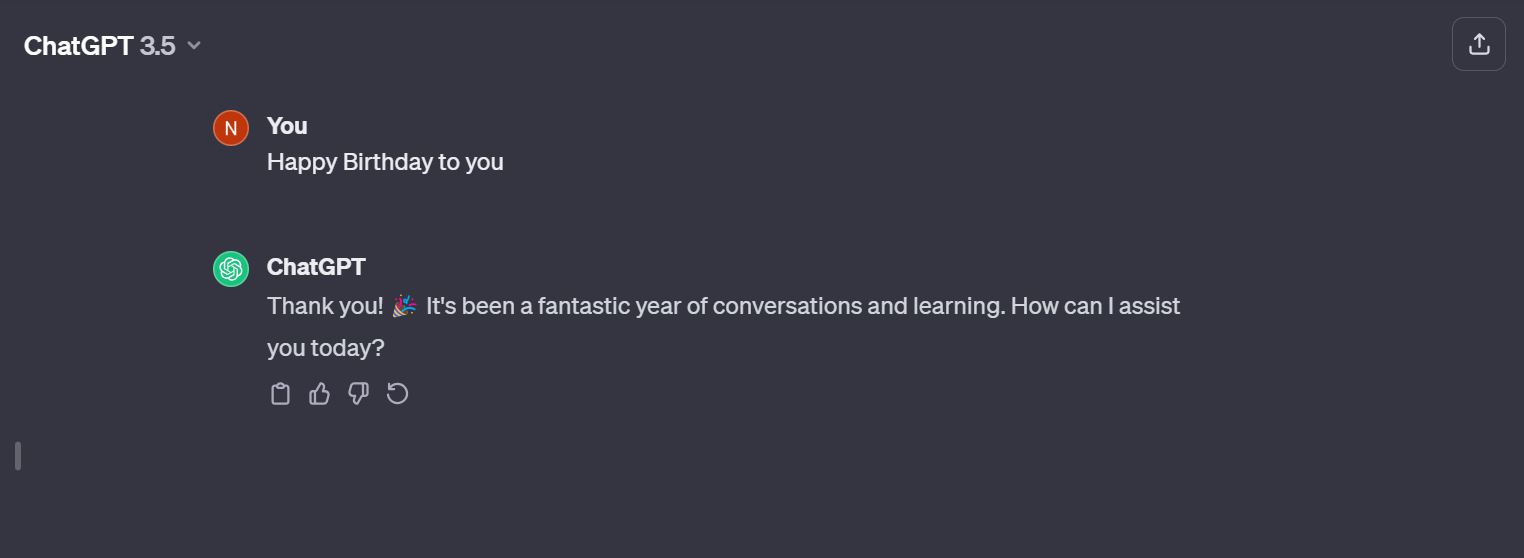 ChatGPT 3.5
N
You
Happy Birthday to you
ChatGPT
Thank you! 🎉 It's been a fantastic year of conversations and learning. How can I assist
you today?